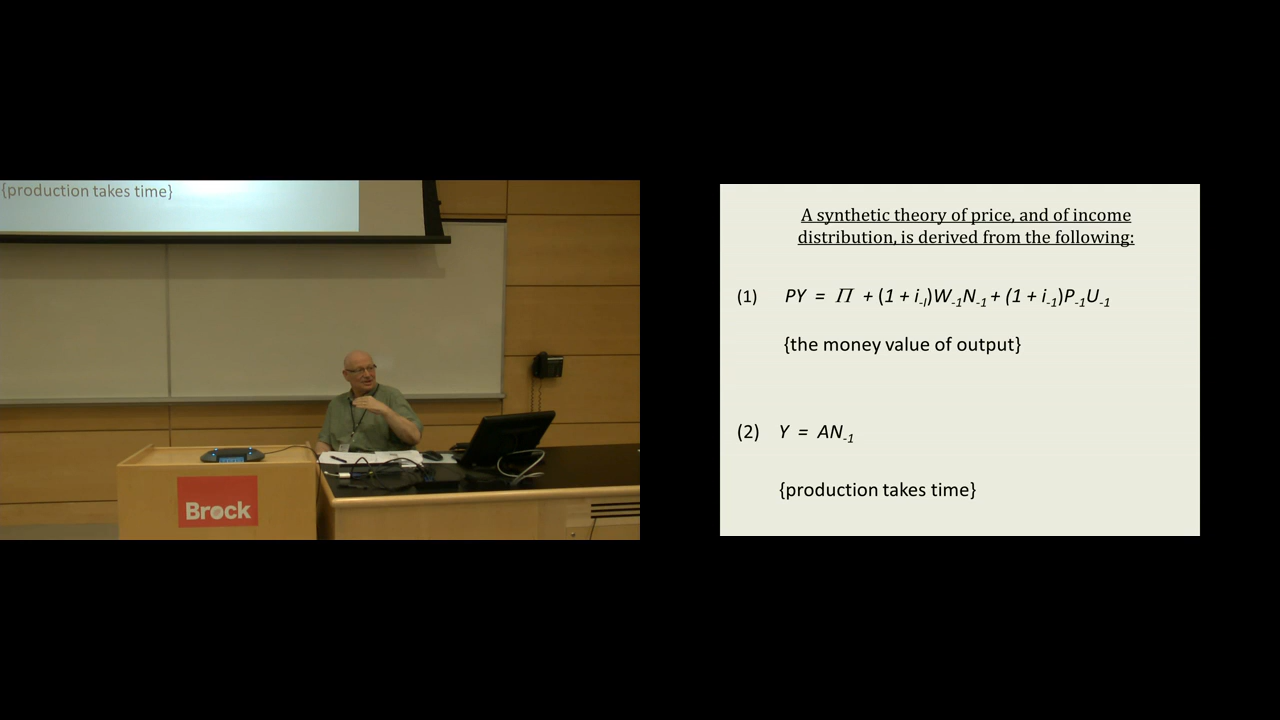 {production takes time}
Brock
A synthetic theory of price, and of income
distribution, is derived from the following:
(1) PY = Π + (1 + i₋ₗ)W₋₁N₋₁ + (1 + i₋₁)P₋₁U₋₁
{the money value of output}
(2) Y = AN₋₁
{production takes time}